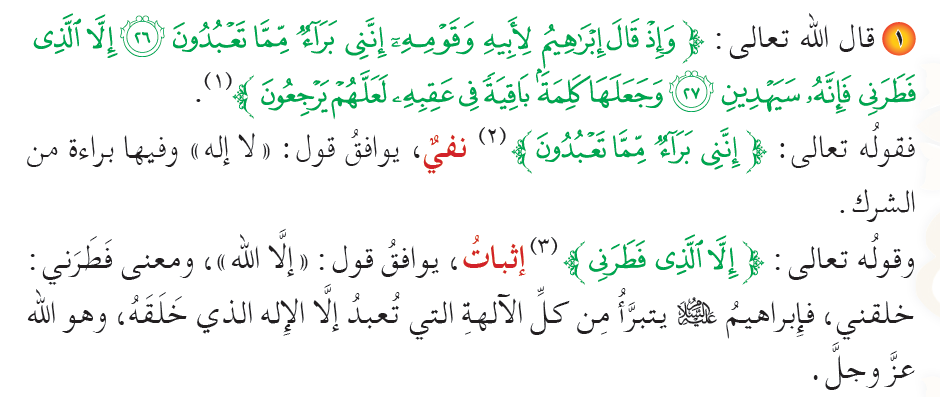 ١ قال الله تعالى: ﴿ وَإِذْ قَالَ إِبْرَٰهِيمُ لِأَبِيهِ وَقَوْمِهِۦٓ إِنَّنِى بَرَآءٌ مِّمَّا تَعْبُدُونَ ٢٦ إِلَّا ٱلَّذِى
فَطَرَنِى فَإِنَّهُۥ سَيَهْدِينِ ٢٧ وَجَعَلَهَا كَلِمَةًۢ بَاقِيَةً فِى عَقِبِهِۦ لَعَلَّهُمْ يَرْجِعُونَ ﴾(١).
فقولُه تعالى: ﴿ إِنَّنِى بَرَآءٌ مِّمَّا تَعْبُدُونَ ﴾(٢) نفيٌ، يوافقُ قول: «لا إله» وفيها براءة من
الشرك.
وقولُه تعالى: ﴿ إِلَّا ٱلَّذِى فَطَرَنِى ﴾(٣) إثباتُ، يوافقُ قول: «إلَّا الله»، ومعنى فَطَرَني:
خلقني، فإبراهيمُ عليه السلام يتبرَّأُ مِن كلِّ الآلهةِ التي تُعبدُ إلَّا الإله الذي خَلَقَهُ، وهو الله
عزَّ وجلَّ.